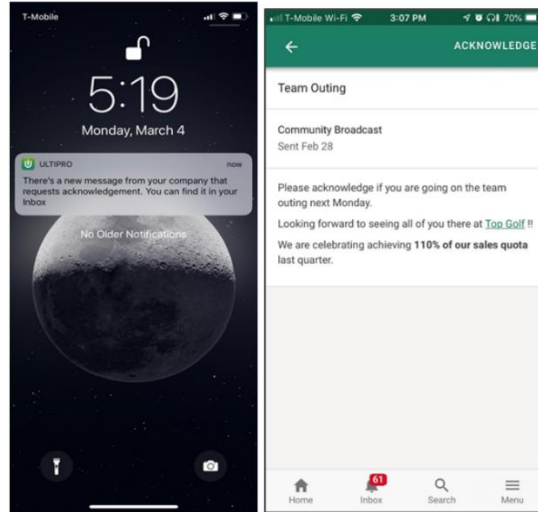 T-Mobile
5:19
Monday, March 4
ULTIPRO
now
There's a new message from your company that
requests acknowledgement. You can find it in your
Inbox
No Older Notifications
T-Mobile Wi-Fi
3:07 PM
70%
ACKNOWLEDGE
Team Outing
Community Broadcast
Sent Feb 28
Please acknowledge if you are going on the team
outing next Monday.
Looking forward to seeing all of you there at Top Golf !!
We are celebrating achieving 110% of our sales quota
last quarter.
61
Home
Inbox
Search
Menu